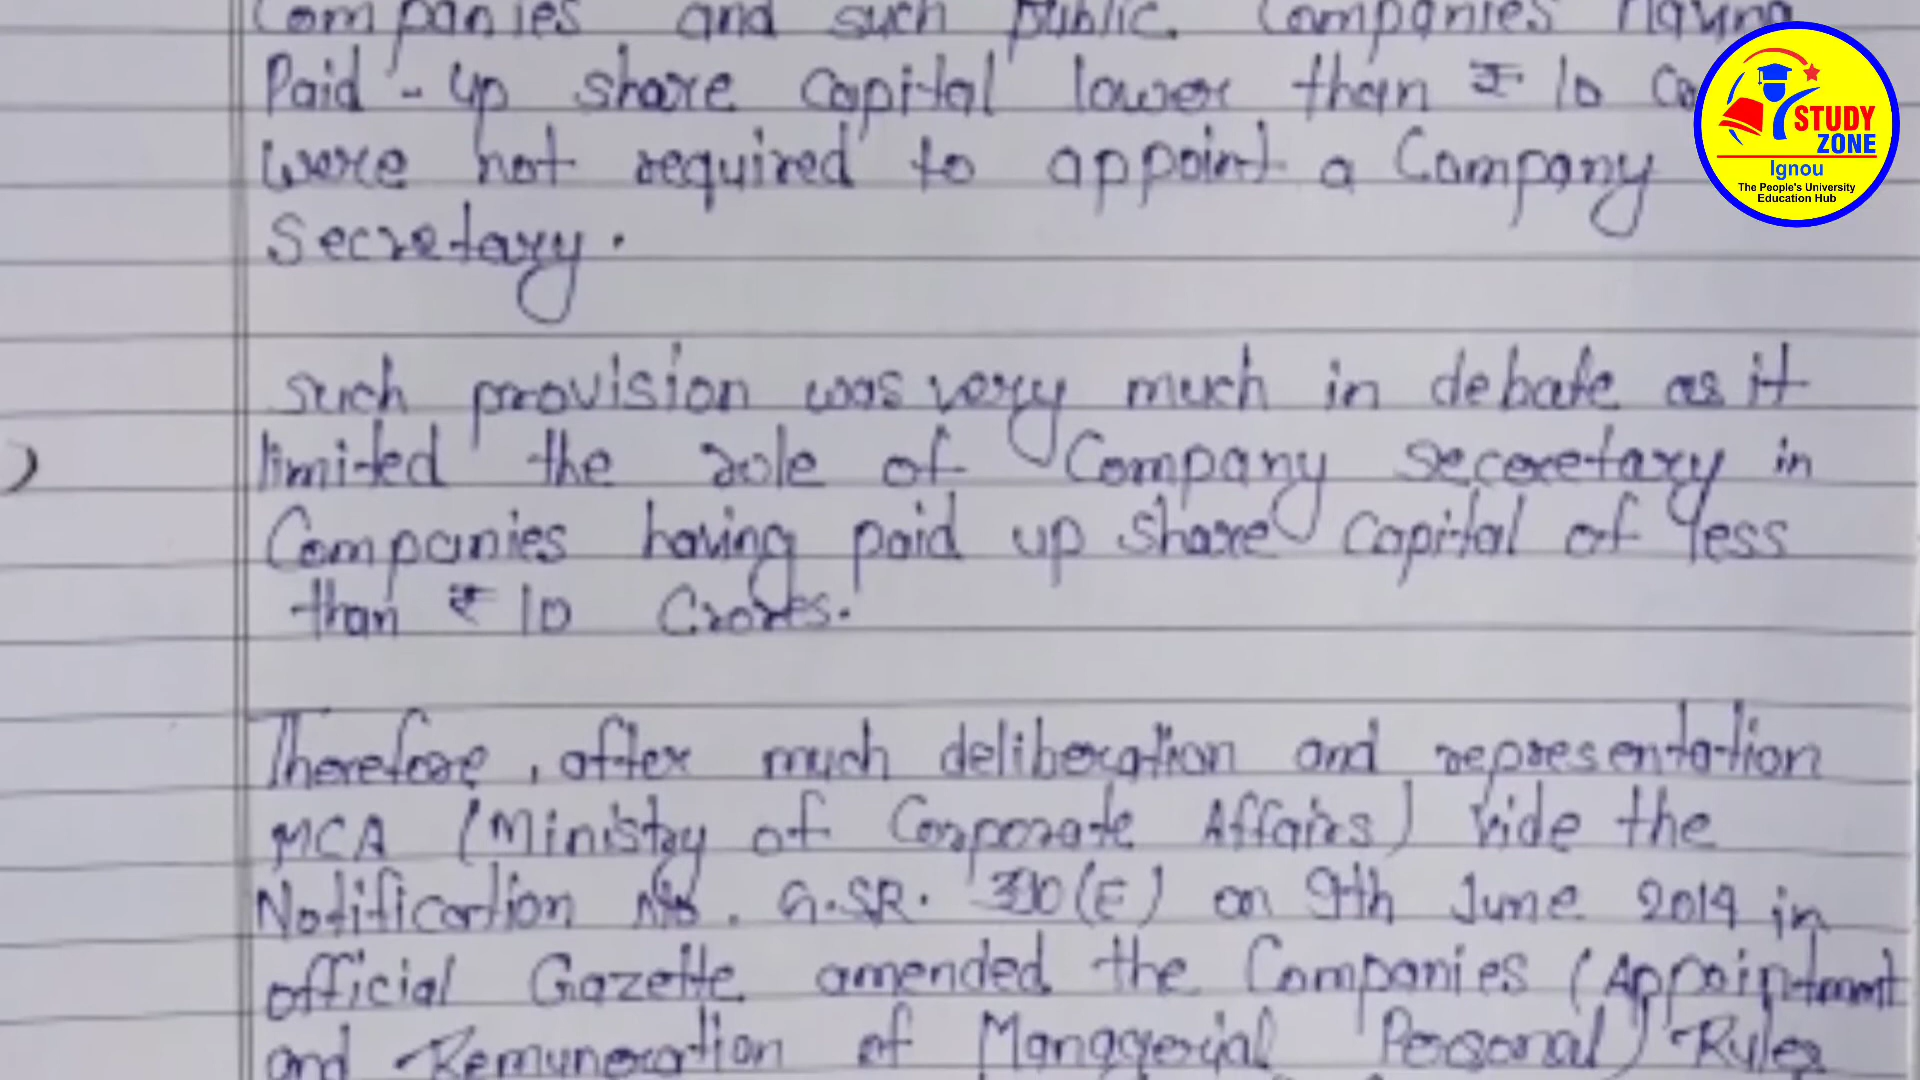 Companies and such public Companies having
Paid - up share capital lower than ₹ 10
were not required to appoint a Company
Secretary.
such provision was very much in debate as it
limited the role of Company secoretary in
Companies having paid up share capital of less
than ₹ 10 Crores.
Therefore, after much deliberation and representation
MCA (Ministry of Corporate Affairs) vide the
Notification No. G.SR. 390(E) on 9th June 2014 in
official Gazette amended the Companies (Appointment
and Remuneration of Managerial Personal) Rules
STUDY
ZONE
Ignou
The People's University
Education Hub